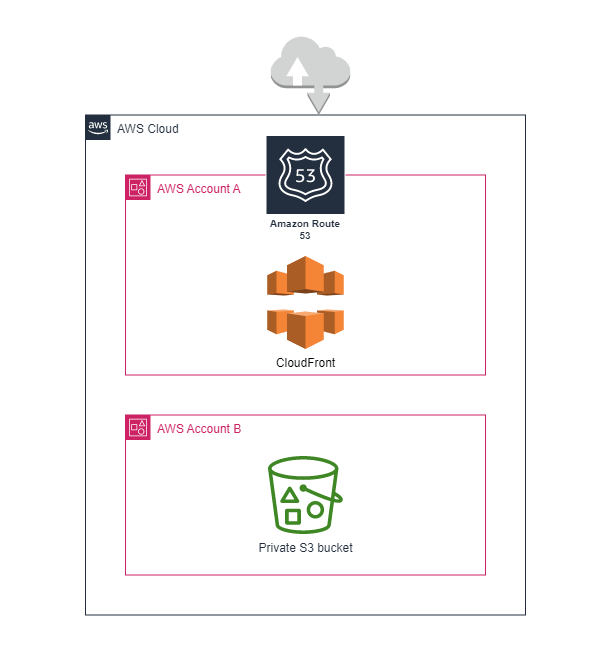 aws
AWS Cloud
53
AWS Account A
Amazon Route
53
CloudFront
AWS Account B
Private S3 bucket